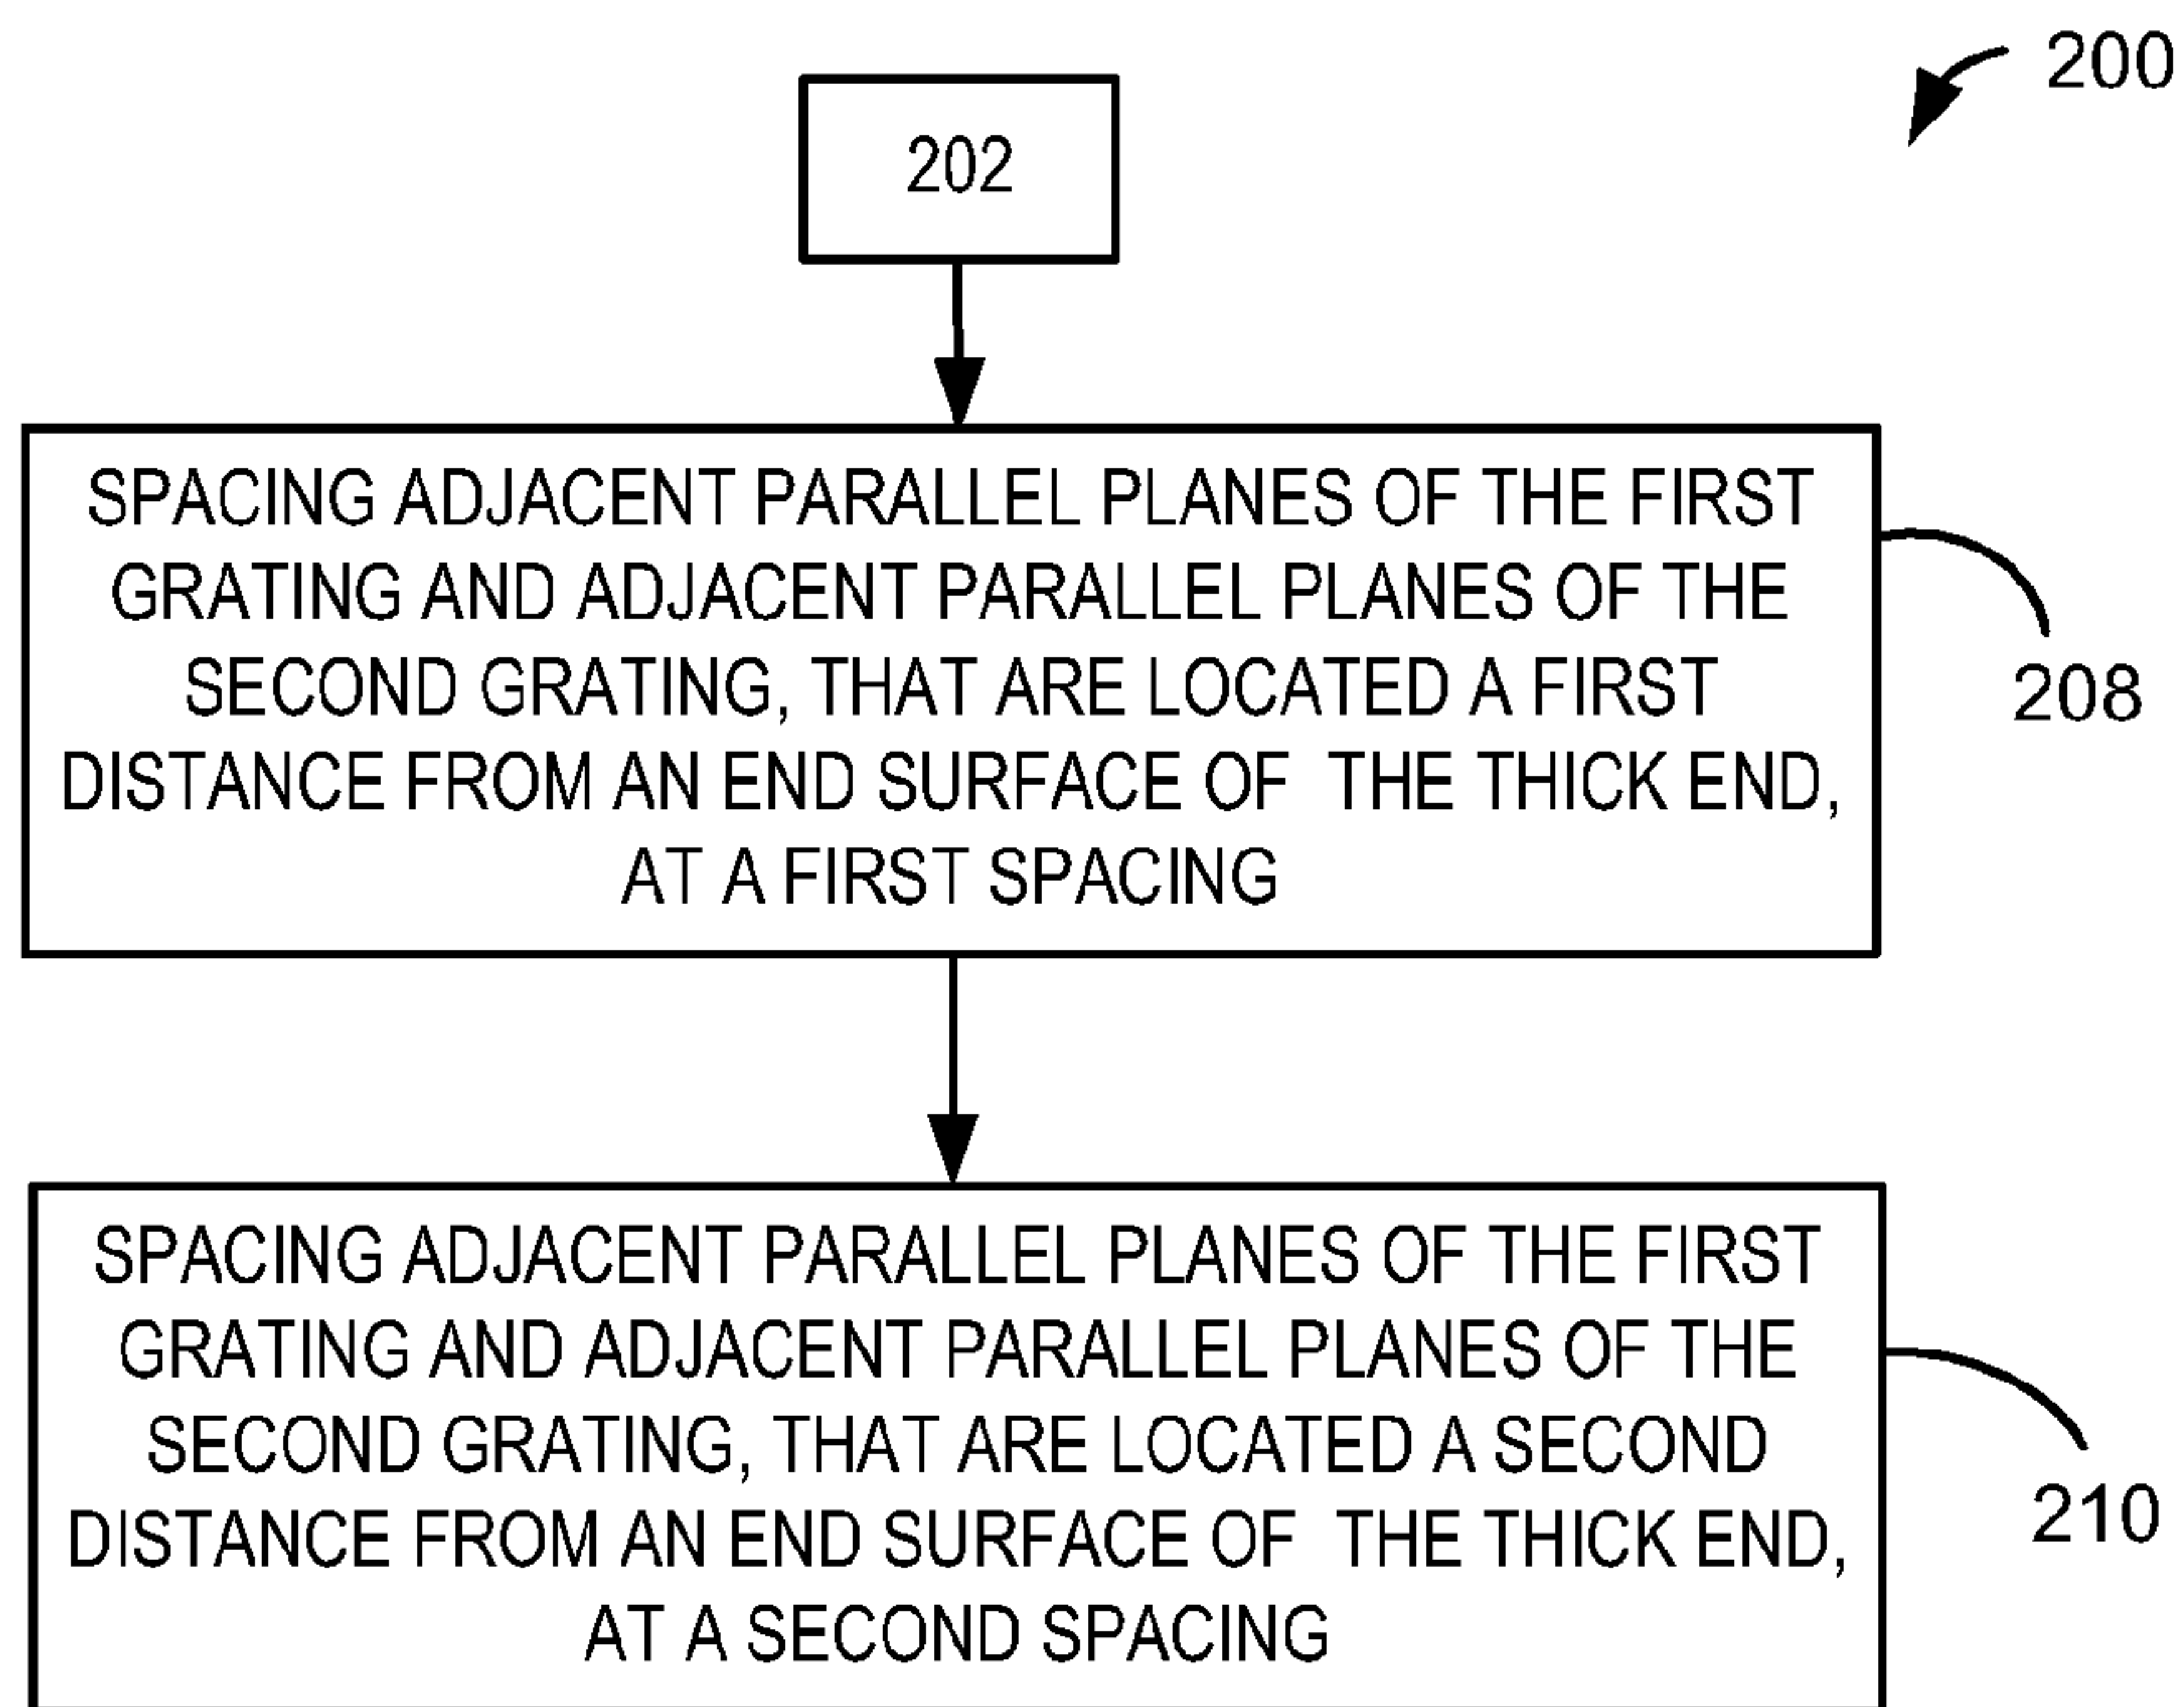 200
202
SPACING ADJACENT PARALLEL PLANES OF THE FIRST
GRATING AND ADJACENT PARALLEL PLANES OF THE
SECOND GRATING, THAT ARE LOCATED A FIRST
DISTANCE FROM AN END SURFACE OF THE THICK END,
AT A FIRST SPACING
208
SPACING ADJACENT PARALLEL PLANES OF THE FIRST
GRATING AND ADJACENT PARALLEL PLANES OF THE
SECOND GRATING, THAT ARE LOCATED A SECOND
DISTANCE FROM AN END SURFACE OF THE THICK END,
AT A SECOND SPACING
210